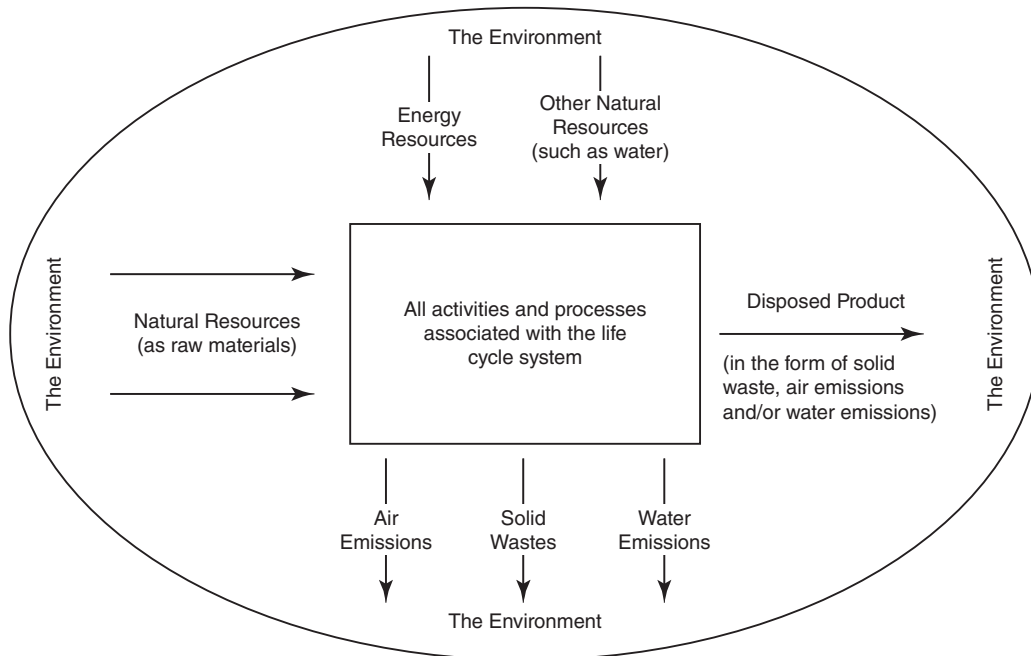 The Environment
Energy
Resources
Other Natural
Resources
(such as water)
The Environment
Natural Resources
(as raw materials)
All activities and processes
associated with the life
cycle system
Disposed Product
(in the form of solid
waste, air emissions
and/or water emissions)
The Environment
Air
Emissions
Solid
Wastes
Water
Emissions
The Environment